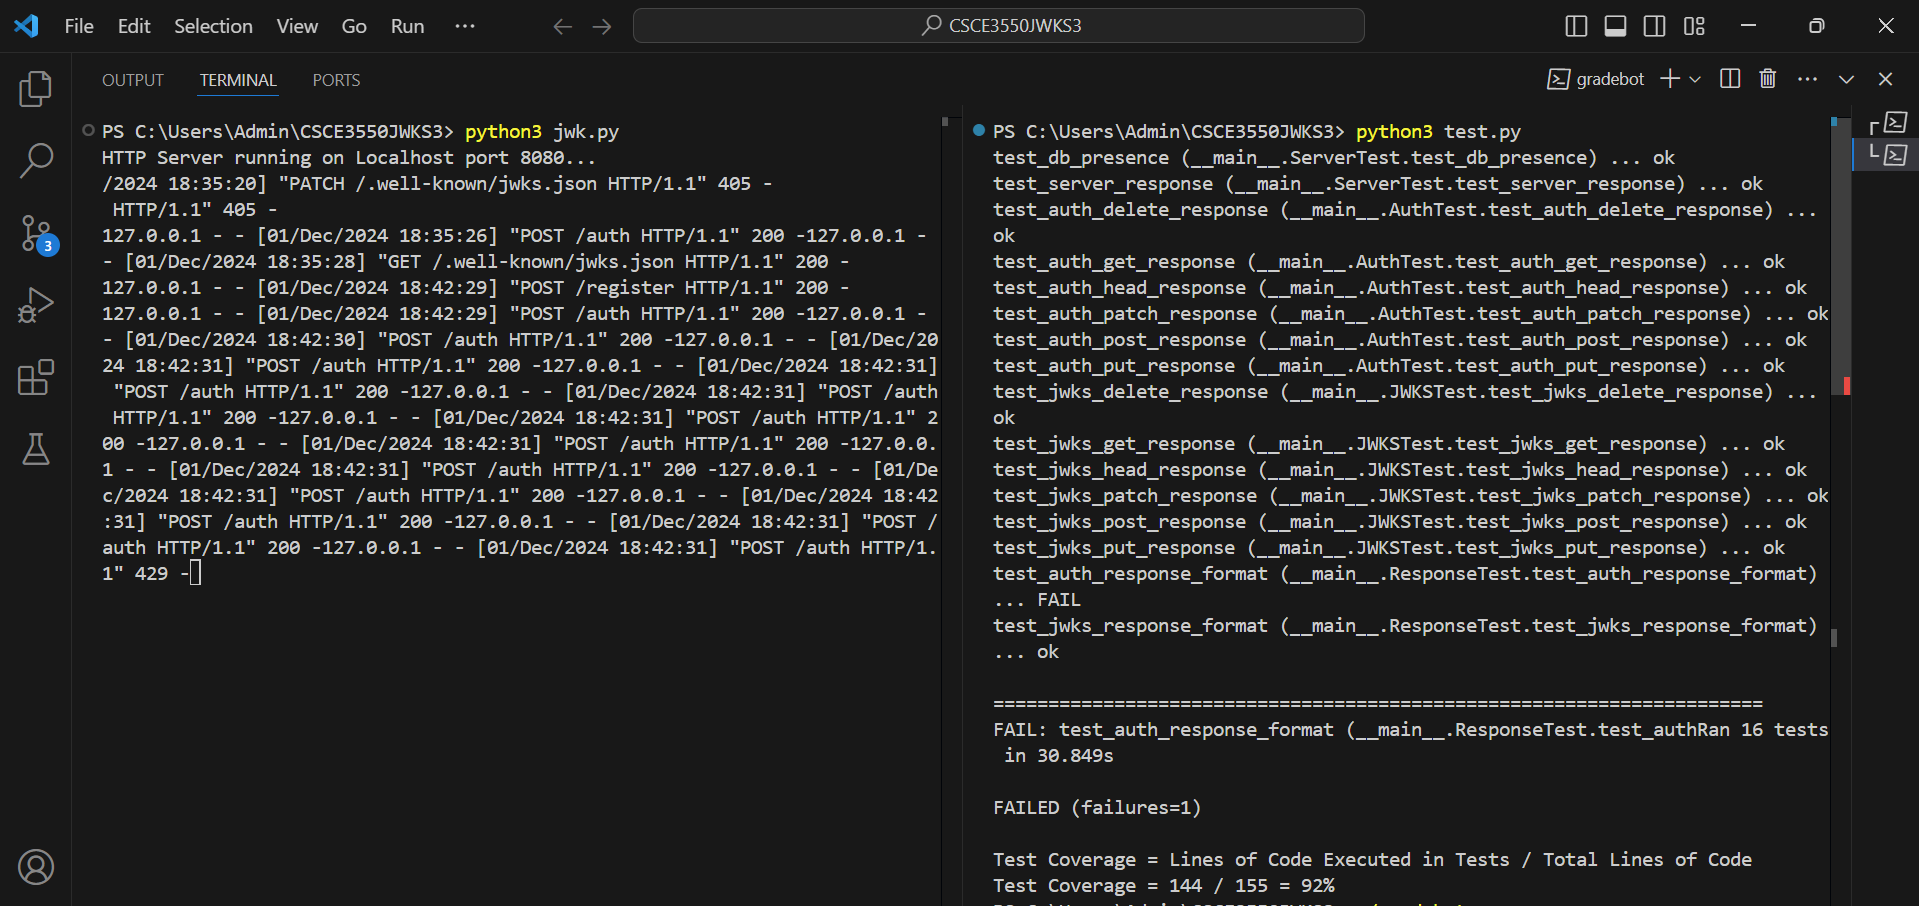 File Edit Selection View Go Run ...
CSCE3550JWKS3
OUTPUT TERMINAL PORTS
gradebot
3
PS C:\Users\Admin\CSCE3550JWKS3> python3 jwk.py
HTTP Server running on Localhost port 8080...
/2024 18:35:20] "PATCH /.well-known/jwks.json HTTP/1.1" 405 -
HTTP/1.1" 405 -
127.0.0.1 - - [01/Dec/2024 18:35:26] "POST /auth HTTP/1.1" 200 -127.0.0.1 -
- [01/Dec/2024 18:35:28] "GET /.well-known/jwks.json HTTP/1.1" 200 -
127.0.0.1 - - [01/Dec/2024 18:42:29] "POST /register HTTP/1.1" 200 -
127.0.0.1 - - [01/Dec/2024 18:42:29] "POST /auth HTTP/1.1" 200 -127.0.0.1 -
- [01/Dec/2024 18:42:30] "POST /auth HTTP/1.1" 200 -127.0.0.1 - - [01/Dec/20
24 18:42:31] "POST /auth HTTP/1.1" 200 -127.0.0.1 - - [01/Dec/2024 18:42:31]
"POST /auth HTTP/1.1" 200 -127.0.0.1 - - [01/Dec/2024 18:42:31] "POST /auth
HTTP/1.1" 200 -127.0.0.1 - - [01/Dec/2024 18:42:31] "POST /auth HTTP/1.1" 2
00 -127.0.0.1 - - [01/Dec/2024 18:42:31] "POST /auth HTTP/1.1" 200 -127.0.0.
1 - - [01/Dec/2024 18:42:31] "POST /auth HTTP/1.1" 200 -127.0.0.1 - - [01/De
c/2024 18:42:31] "POST /auth HTTP/1.1" 200 -127.0.0.1 - - [01/Dec/2024 18:42
:31] "POST /auth HTTP/1.1" 200 -127.0.0.1 - - [01/Dec/2024 18:42:31] "POST /
auth HTTP/1.1" 200 -127.0.0.1 - - [01/Dec/2024 18:42:31] "POST /auth HTTP/1.
1" 429 -
PS C:\Users\Admin\CSCE3550JWKS3> python3 test.py
test_db_presence (__main__.ServerTest.test_db_presence) ... ok
test_server_response (__main__.ServerTest.test_server_response) ... ok
test_auth_delete_response (__main__.AuthTest.test_auth_delete_response) ...
ok
test_auth_get_response (__main__.AuthTest.test_auth_get_response) ... ok
test_auth_head_response (__main__.AuthTest.test_auth_head_response) ... ok
test_auth_patch_response (__main__.AuthTest.test_auth_patch_response) ... ok
test_auth_post_response (__main__.AuthTest.test_auth_post_response) ... ok
test_auth_put_response (__main__.AuthTest.test_auth_put_response) ... ok
test_jwks_delete_response (__main__.JWKSTest.test_jwks_delete_response) ...
ok
test_jwks_get_response (__main__.JWKSTest.test_jwks_get_response) ... ok
test_jwks_head_response (__main__.JWKSTest.test_jwks_head_response) ... ok
test_jwks_patch_response (__main__.JWKSTest.test_jwks_patch_response) ... ok
test_jwks_post_response (__main__.JWKSTest.test_jwks_post_response) ... ok
test_jwks_put_response (__main__.JWKSTest.test_jwks_put_response) ... ok
test_auth_response_format (__main__.ResponseTest.test_auth_response_format)
... FAIL
test_jwks_response_format (__main__.ResponseTest.test_jwks_response_format)
... ok
======================================================================
FAIL: test_auth_response_format (__main__.ResponseTest.test_authRan 16 tests
in 30.849s
FAILED (failures=1)
Test Coverage = Lines of Code Executed in Tests / Total Lines of Code
Test Coverage = 144 / 155 = 92%